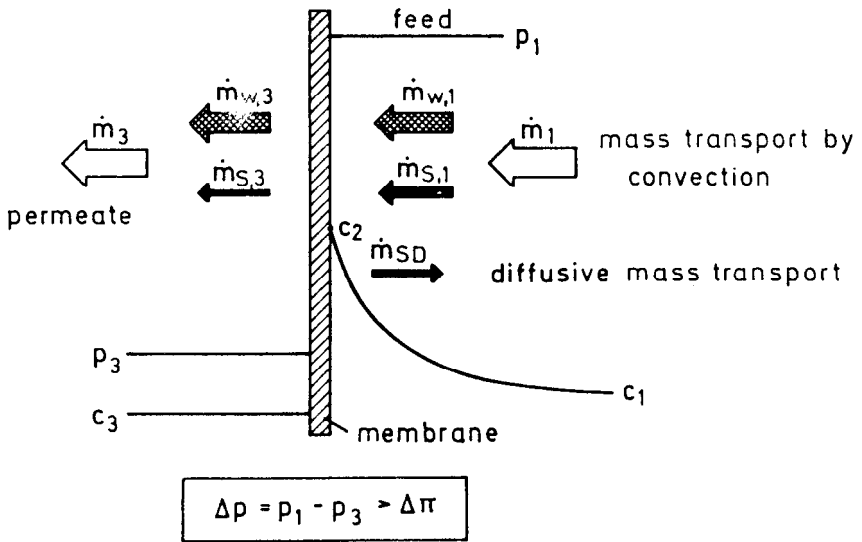 feed
p₁
ṁw,3
ṁw,1
ṁ₃
ṁ₁
mass transport by
convection
ṁS,3
ṁS,1
permeate
c₂
ṁSD
diffusive mass transport
p₃
c₁
c₃
membrane
Δp = p₁ - p₃ > Δπ